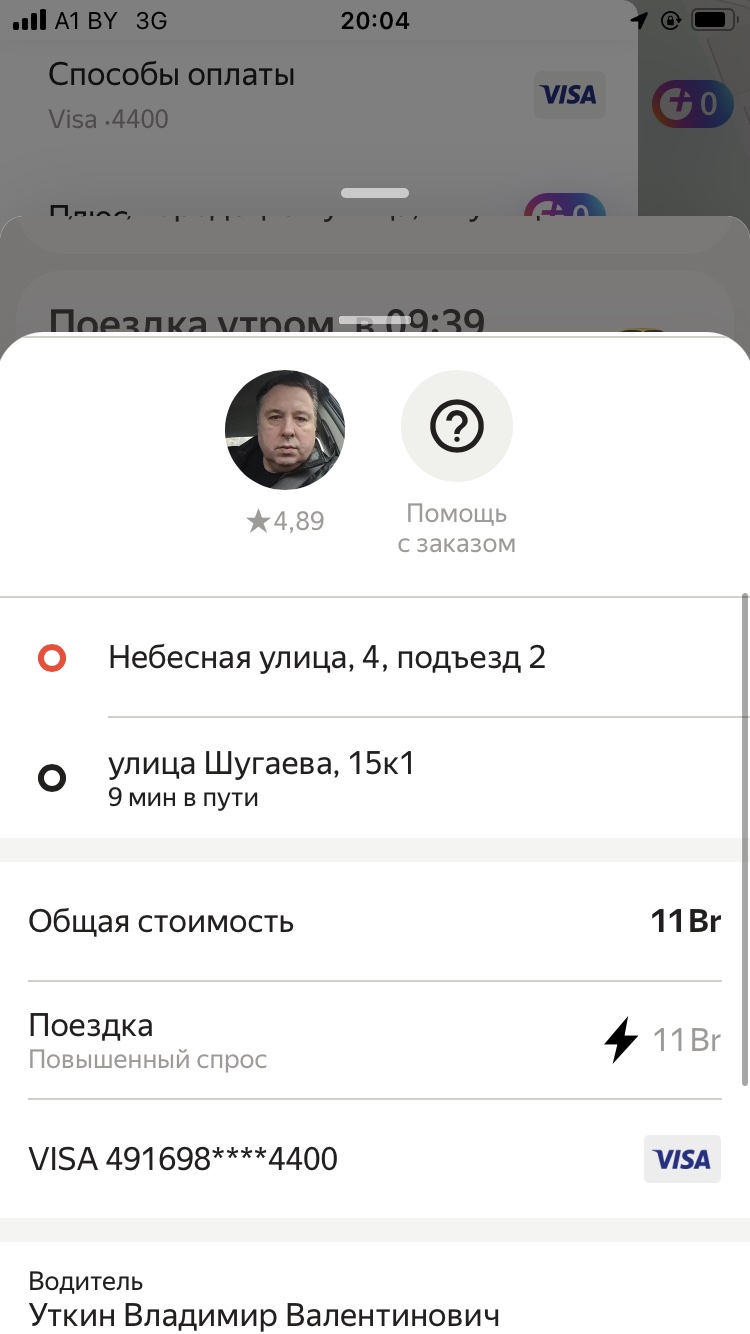 A1 BY 3G 20:04
Способы оплаты
VISA
0
Visa ·4400
0
Поездка утром, в 09:39
★4,89
Помощь
с заказом
Небесная улица, 4, подъезд 2
улица Шугаева, 15к1
9 мин в пути
Общая стоимость 11 Br
Поездка
Повышенный спрос
11 Br
VISA 491698****4400 VISA
Водитель
Уткин Владимир Валентинович